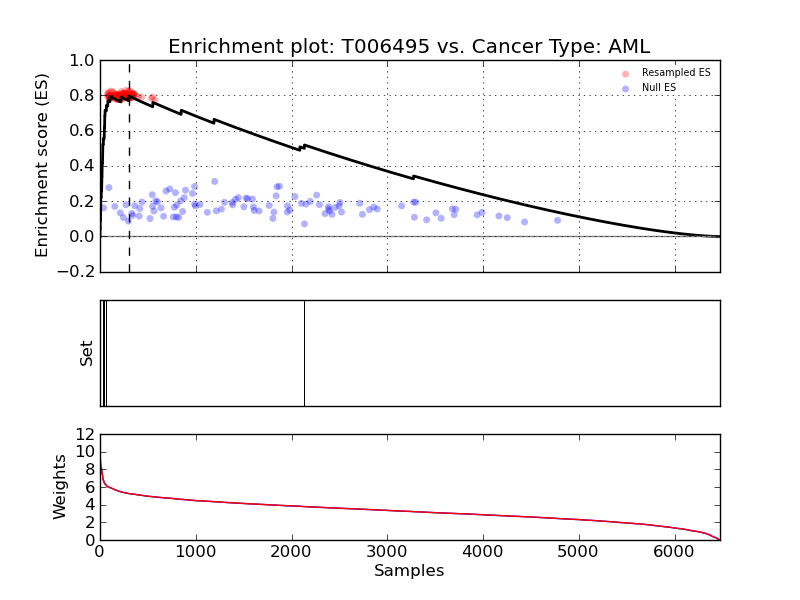 Enrichment plot: T006495 vs. Cancer Type: AML
1.0
0.8
0.6
0.4
0.2
0.0
−0.2
Enrichment score (ES)
Resampled ES
Null ES
Set
12
10
8
6
4
2
0
Weights
0 1000 2000 3000 4000 5000 6000
Samples